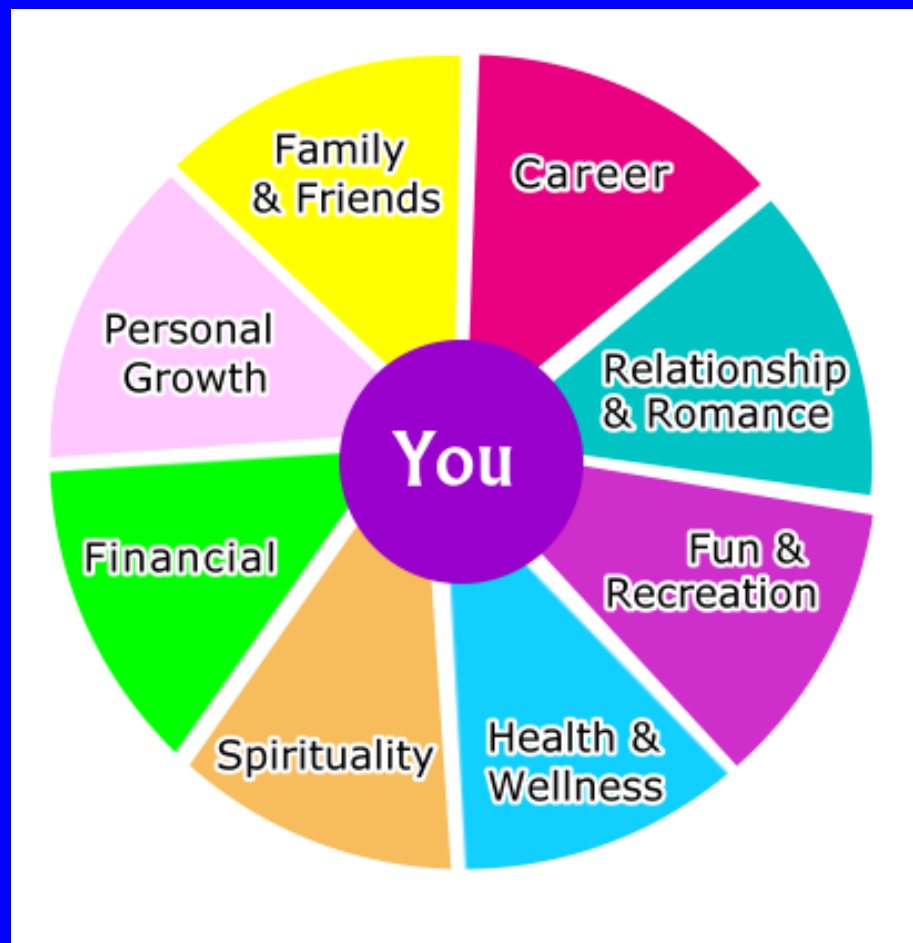 Family
& Friends
Career
Personal
Growth
Relationship
& Romance
You
Financial
Fun &
Recreation
Spirituality
Health &
Wellness